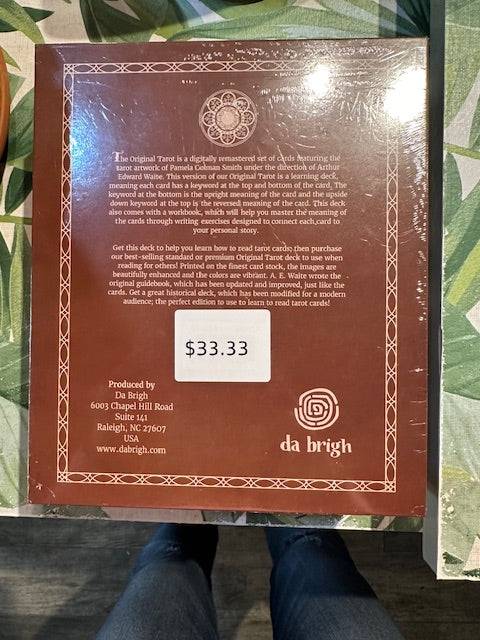 The Original Tarot is a digitally remastered set of cards featuring the
tarot artwork of Pamela Colman Smith under the direction of Arthur
Edward Waite. This version of our Original Tarot is a learning deck,
meaning each card has a keyword at the top and bottom of the card. The
keyword at the bottom is the upright meaning of the card and the upside
down keyword at the top is the reversed meaning of the card. This deck
also comes with a workbook, which will help you master the meaning of
the cards through writing exercises designed to connect each card to
your personal story.
Get this deck to help you learn how to read tarot cards; then purchase
our best-selling standard or premium Original Tarot deck to use when
reading for others! Printed on the finest card stock, the images are
beautifully enhanced and the colors are vibrant. A. E. Waite wrote the
original guidebook, which has been updated and improved, just like the
cards. Get a great historical deck, which has been modified for a modern
audience; the perfect edition to use to learn to read tarot cards!
$33.33
Produced by
Da Brigh
6003 Chapel Hill Road
Suite 141
Raleigh, NC 27607
USA
www.dabrigh.com
da brigh